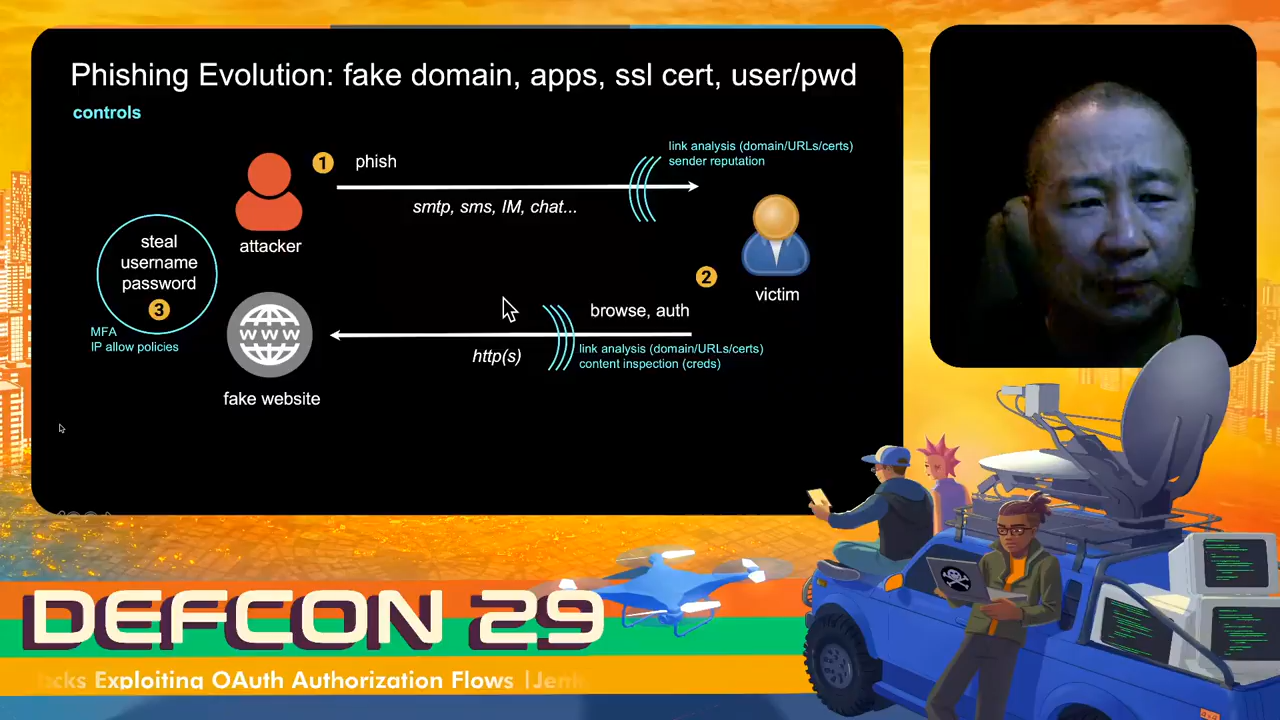 Phishing Evolution: fake domain, apps, ssl cert, user/pwd
controls
1 phish
link analysis (domain/URLs/certs)
sender reputation
smtp, sms, IM, chat...
attacker
steal
username
password
3
MFA
IP allow policies
2
victim
browse, auth
http(s)
link analysis (domain/URLs/certs)
content inspection (creds)
www
fake website
DEFCON 29
Exploiting OAuth Authorization Flows |